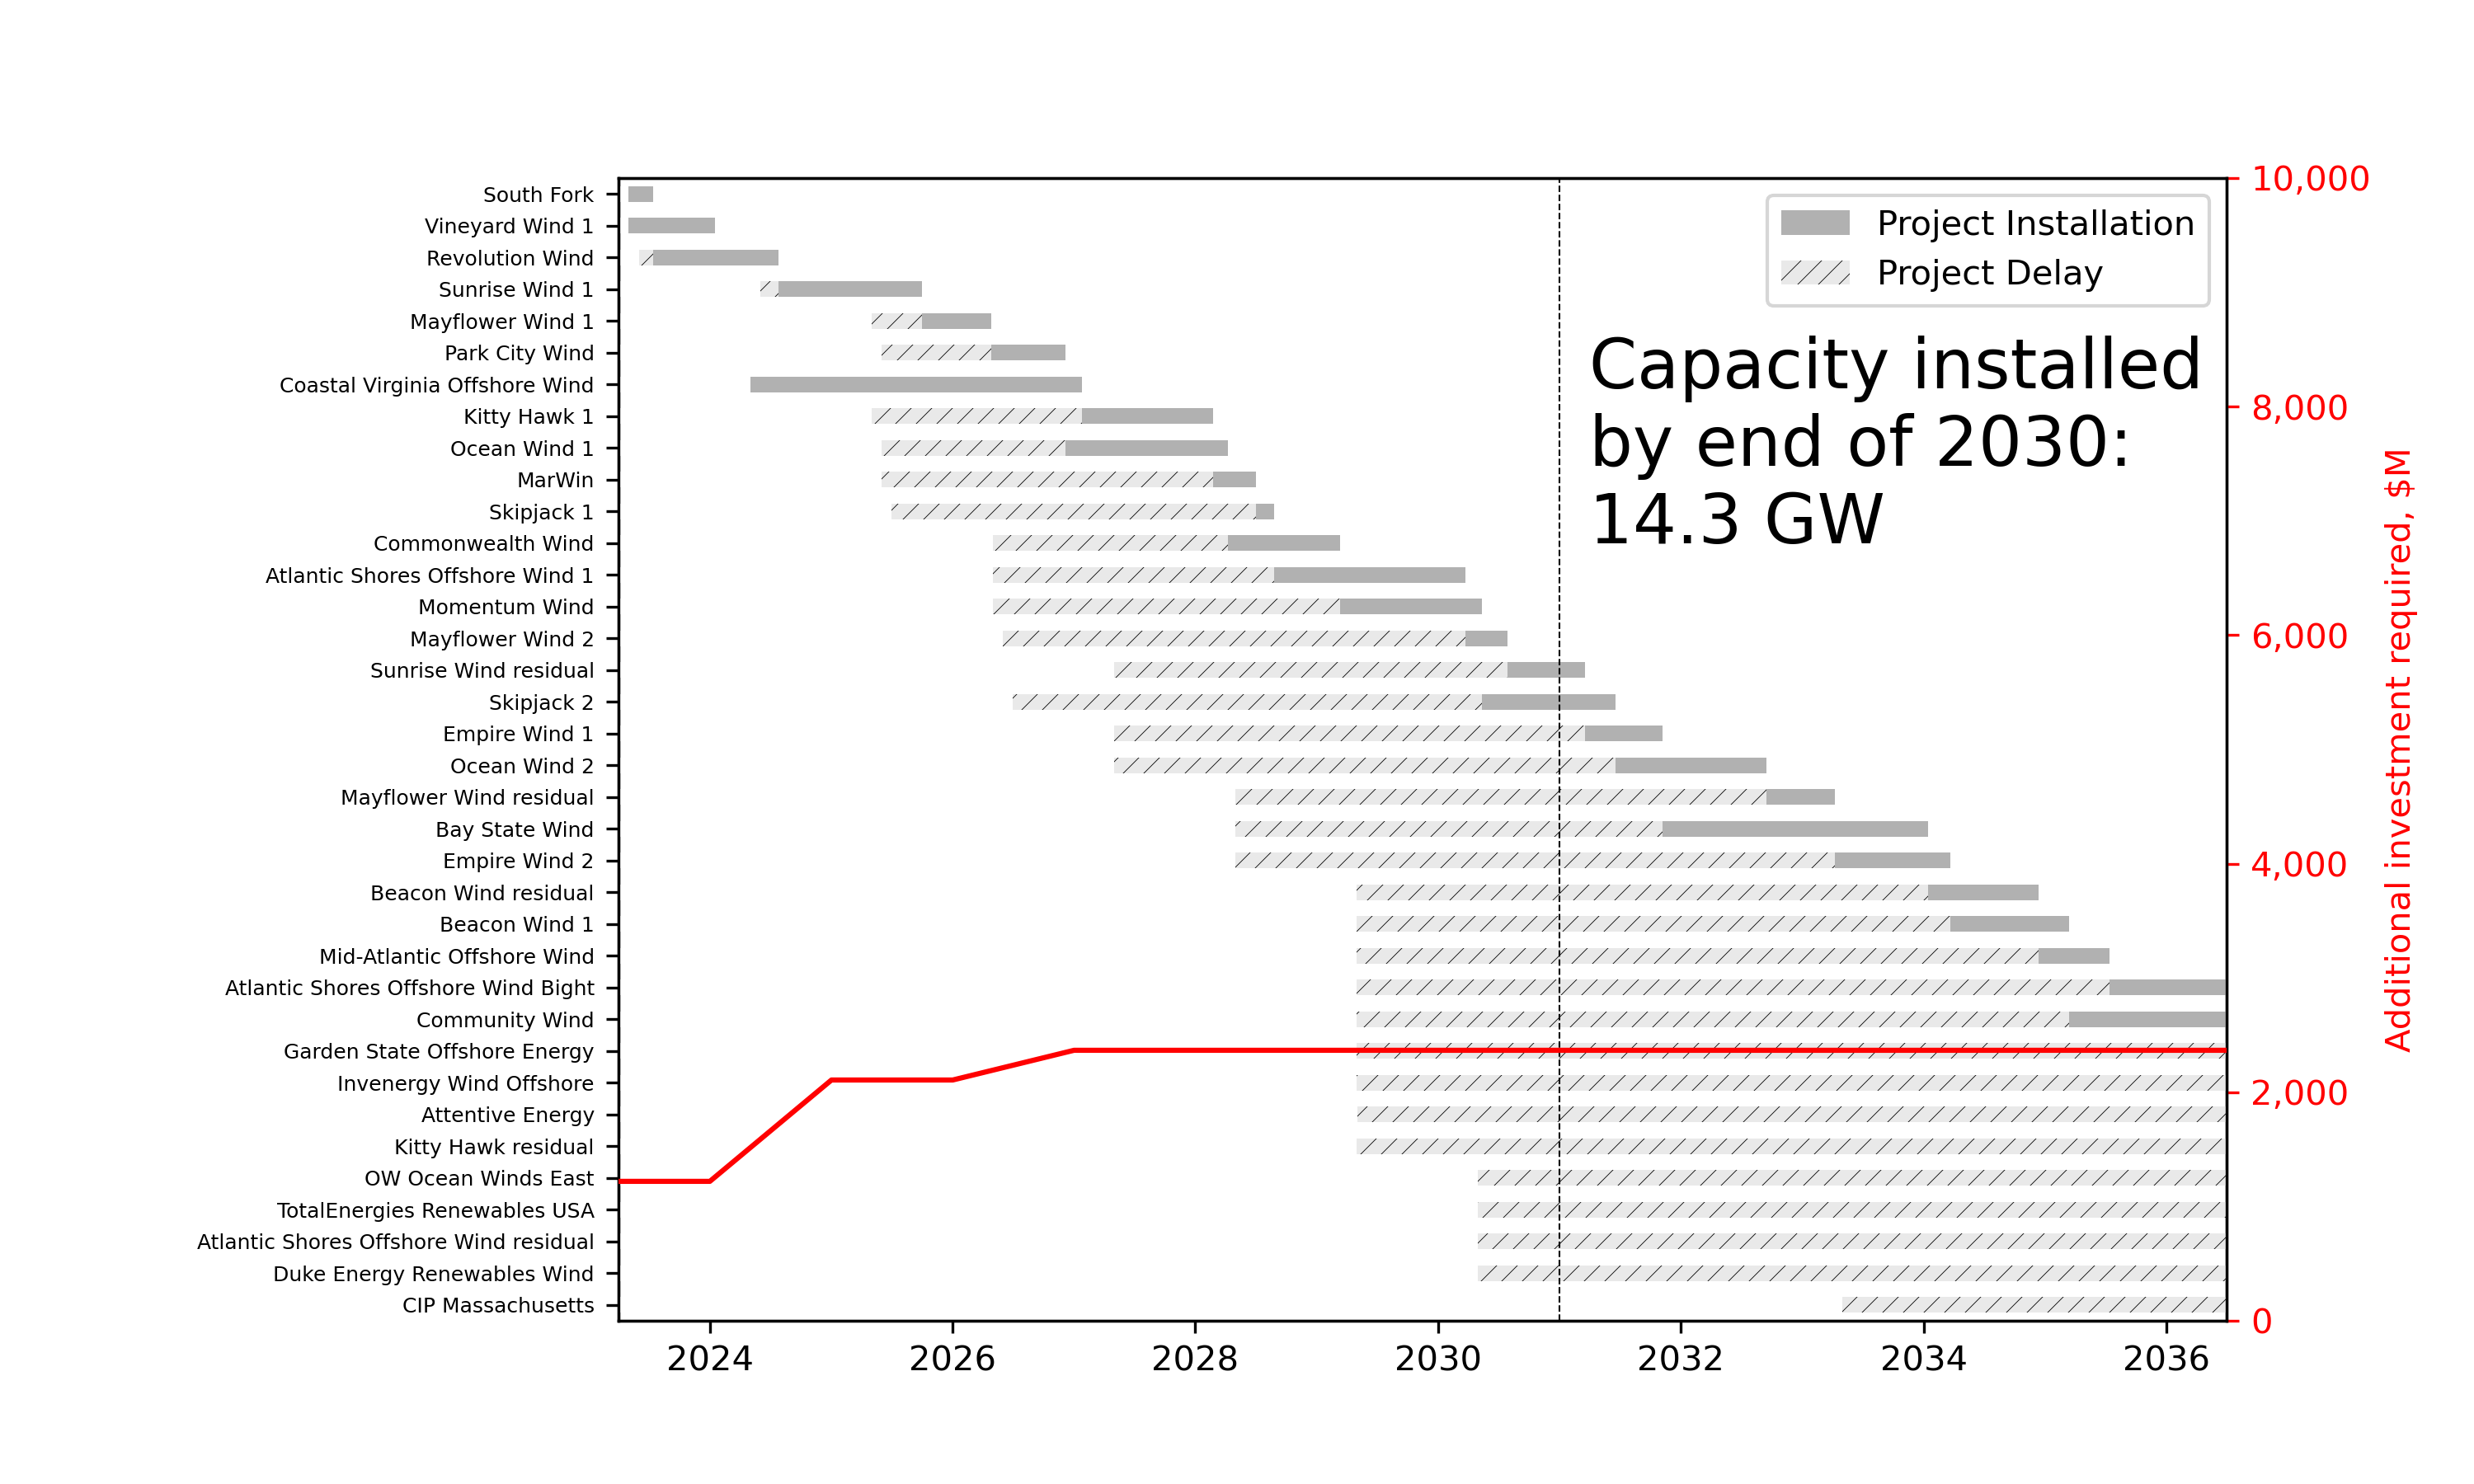 South Fork
Vineyard Wind 1
Revolution Wind
Sunrise Wind 1
Mayflower Wind 1
Park City Wind
Coastal Virginia Offshore Wind
Kitty Hawk 1
Ocean Wind 1
MarWin
Skipjack 1
Commonwealth Wind
Atlantic Shores Offshore Wind 1
Momentum Wind
Mayflower Wind 2
Sunrise Wind residual
Skipjack 2
Empire Wind 1
Ocean Wind 2
Mayflower Wind residual
Bay State Wind
Empire Wind 2
Beacon Wind residual
Beacon Wind 1
Mid-Atlantic Offshore Wind
Atlantic Shores Offshore Wind Bight
Community Wind
Garden State Offshore Energy
Invenergy Wind Offshore
Attentive Energy
Kitty Hawk residual
OW Ocean Winds East
TotalEnergies Renewables USA
Atlantic Shores Offshore Wind residual
Duke Energy Renewables Wind
CIP Massachusetts
Project Installation
Project Delay
Capacity installed
by end of 2030:
14.3 GW
10,000
8,000
6,000
4,000
2,000
0
Additional investment required, $M
2024 2026 2028 2030 2032 2034 2036